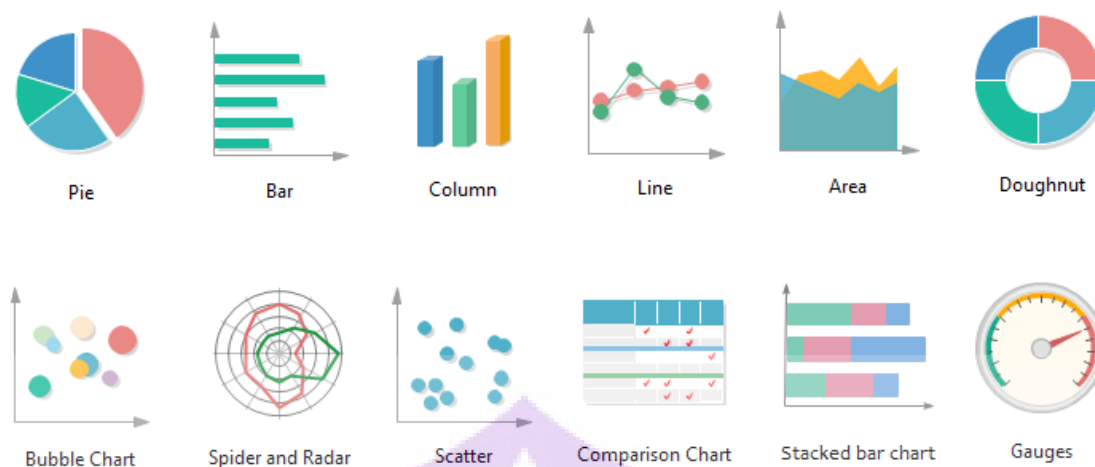 Pie
Bar
Column
Line
Area
Doughnut
Bubble Chart
Spider and Radar
Scatter
Comparison Chart
Stacked bar chart
Gauges